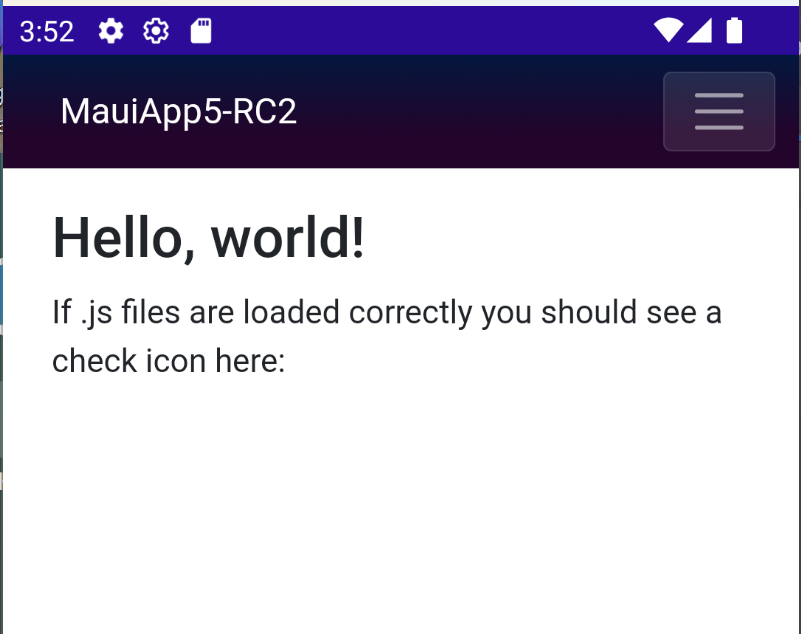 3:52
MauiApp5-RC2
Hello, world!
If .js files are loaded correctly you should see a
check icon here: